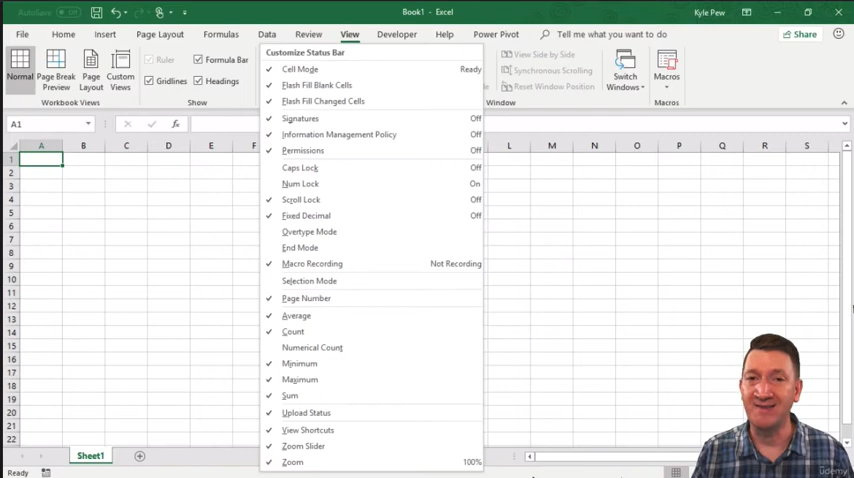 AutoSave Off
Book1 - Excel
Kyle Pew
File Home Insert Page Layout Formulas Data Review View Developer Help Power Pivot Tell me what you want to do Share
Normal
Page Break
Preview
Page
Layout
Custom
Views
Workbook Views
Ruler
Formula Bar
Gridlines
Headings
Show
View Side by Side
Synchronous Scrolling
Reset Window Position
Window
Switch
Windows
Macros
Macros
A1
fx
Customize Status Bar
Cell Mode Ready
Flash Fill Blank Cells
Flash Fill Changed Cells
Signatures Off
Information Management Policy Off
Permissions Off
Caps Lock Off
Num Lock On
Scroll Lock Off
Fixed Decimal Off
Overtype Mode
End Mode
Macro Recording Not Recording
Selection Mode
Page Number
Average
Count
Numerical Count
Minimum
Maximum
Sum
Upload Status
View Shortcuts
Zoom Slider
Zoom 100%
A B C D E F L M N O P Q R S
1
2
3
4
5
6
7
8
9
10
11
12
13
14
15
16
17
18
19
20
21
22
Sheet1
Ready
udemy